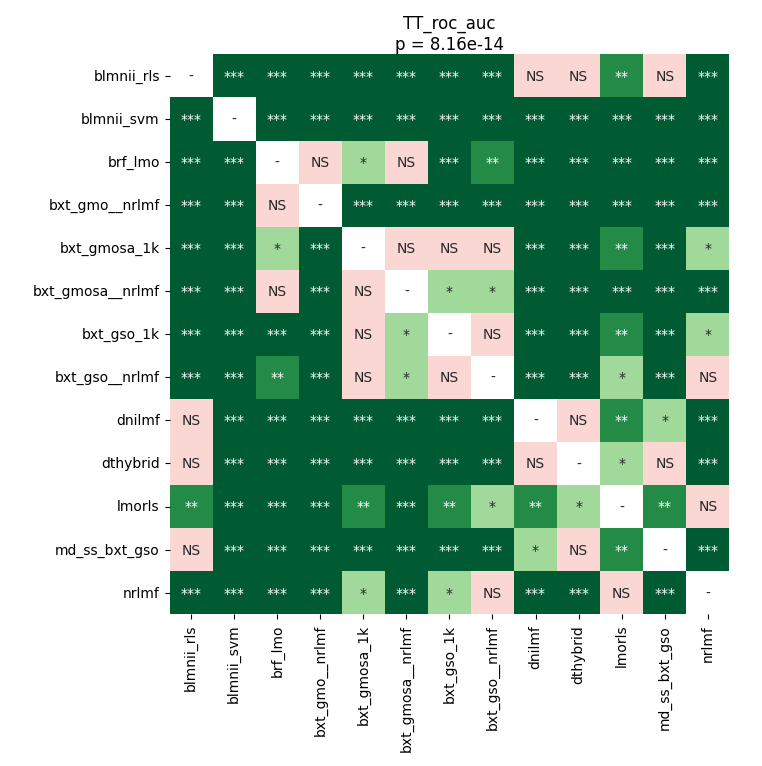 TT_roc_auc
p = 8.16e-14
blmnii_rls - *** *** *** *** *** *** *** NS NS ** NS ***
blmnii_svm *** - *** *** *** *** *** *** *** *** *** *** ***
brf_lmo *** *** - NS * NS *** ** *** *** *** *** ***
bxt_gmo__nrlmf *** *** NS - *** *** *** *** *** *** *** *** ***
bxt_gmosa_1k *** *** * *** - NS NS NS *** *** ** *** *
bxt_gmosa__nrlmf *** *** NS *** NS - * * *** *** *** *** ***
bxt_gso_1k *** *** *** *** NS * - NS *** *** ** *** *
bxt_gso__nrlmf *** *** ** *** NS * NS - *** *** * *** NS
dnilmf NS *** *** *** *** *** *** *** - NS ** * ***
dthybrid NS *** *** *** *** *** *** *** NS - * NS ***
lmorls ** *** *** *** ** *** ** * ** * - ** NS
md_ss_bxt_gso NS *** *** *** *** *** *** *** * NS ** - ***
nrlmf *** *** *** *** * *** * NS *** *** NS *** -
blmnii_rls
blmnii_svm
brf_lmo
bxt_gmo__nrlmf
bxt_gmosa_1k
bxt_gmosa__nrlmf
bxt_gso_1k
bxt_gso__nrlmf
dnilmf
dthybrid
lmorls
md_ss_bxt_gso
nrlmf